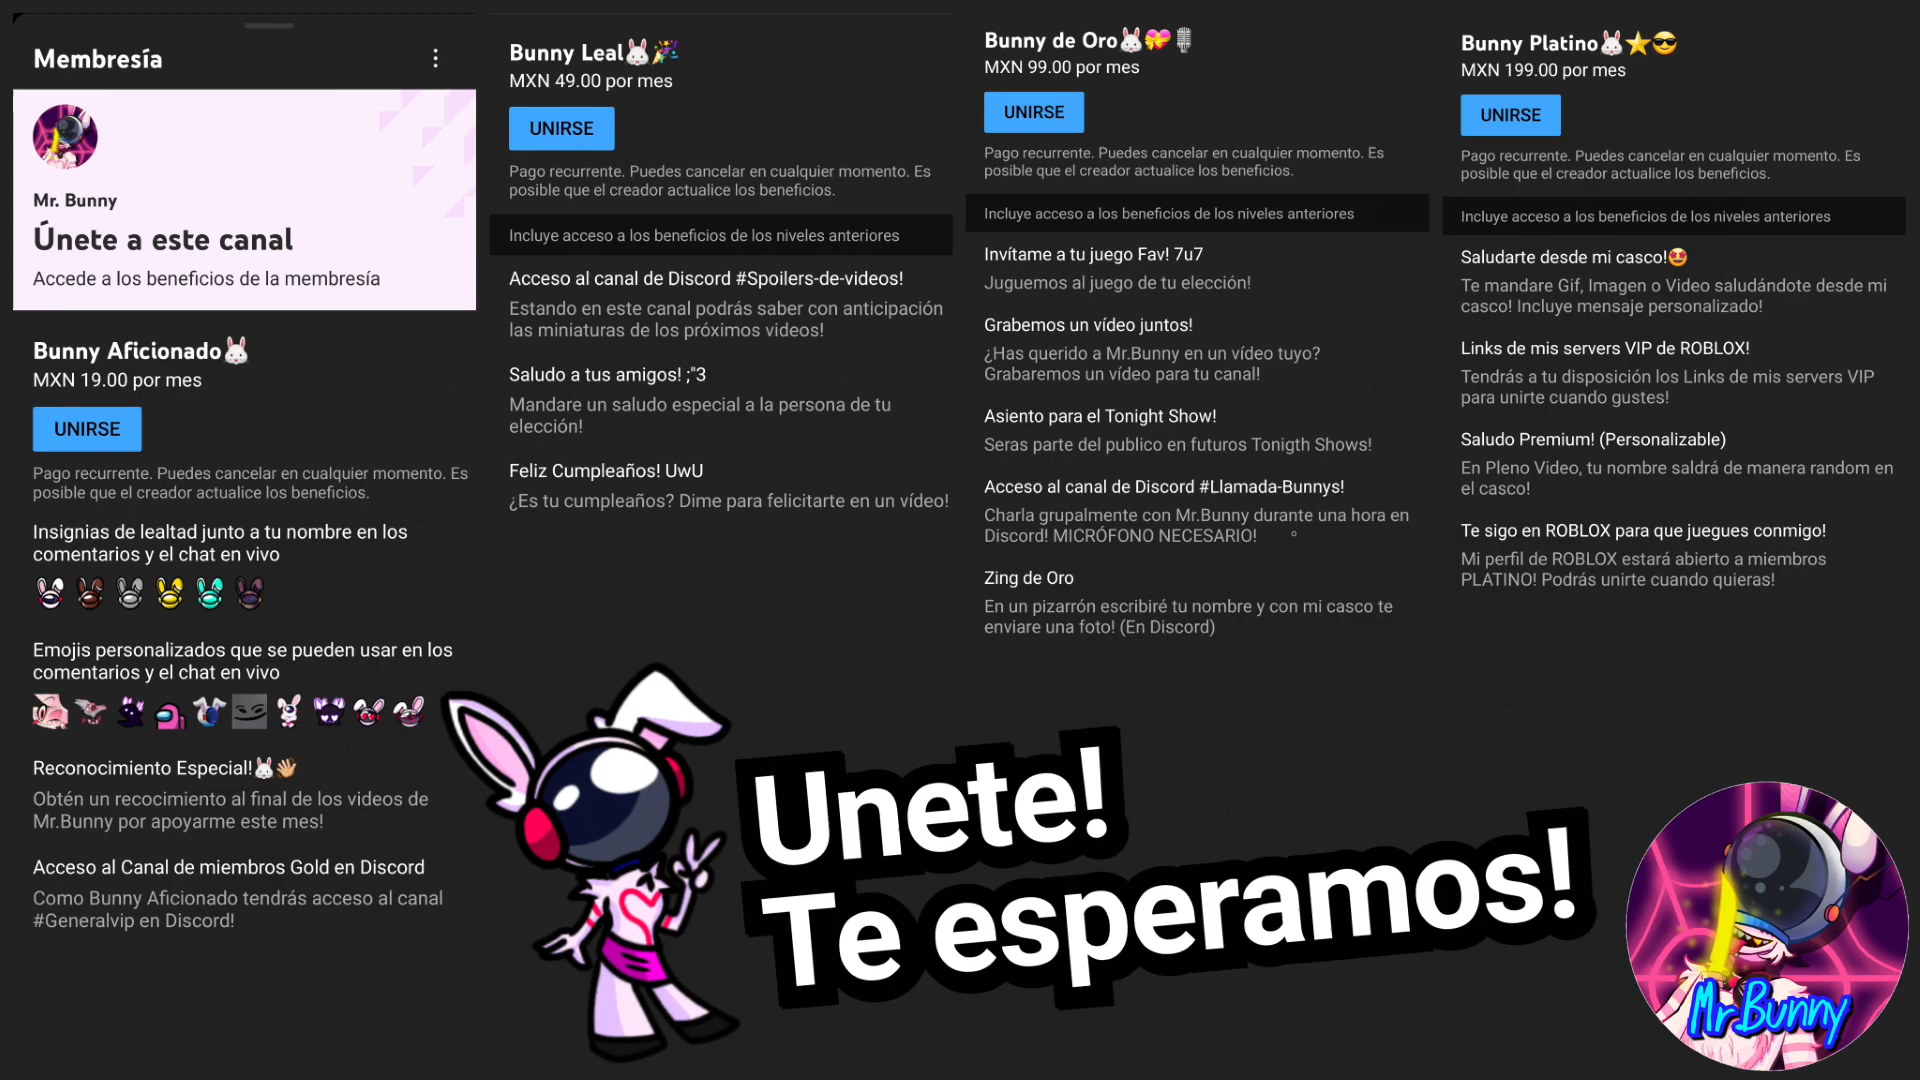 Membresía
Mr. Bunny
Únete a este canal
Accede a los beneficios de la membresía
Bunny Aficionado🐰
MXN 19.00 por mes
UNIRSE
Pago recurrente. Puedes cancelar en cualquier momento. Es
posible que el creador actualice los beneficios.
Insignias de lealtad junto a tu nombre en los
comentarios y el chat en vivo
Emojis personalizados que se pueden usar en los
comentarios y el chat en vivo
Reconocimiento Especial!🐰👋🏼
Obtén un recocimiento al final de los videos de
Mr.Bunny por apoyarme este mes!
Acceso al Canal de miembros Gold en Discord
Como Bunny Aficionado tendrás acceso al canal
#Generalvip en Discord!
Bunny Leal🐰🎉
MXN 49.00 por mes
UNIRSE
Pago recurrente. Puedes cancelar en cualquier momento. Es
posible que el creador actualice los beneficios.
Incluye acceso a los beneficios de los niveles anteriores
Acceso al canal de Discord #Spoilers-de-videos!
Estando en este canal podrás saber con anticipación
las miniaturas de los próximos videos!
Saludo a tus amigos! ;"3
Mandare un saludo especial a la persona de tu
elección!
Feliz Cumpleaños! UwU
¿Es tu cumpleaños? Dime para felicitarte en un vídeo!
Bunny de Oro🐰💝🎙
MXN 99.00 por mes
UNIRSE
Pago recurrente. Puedes cancelar en cualquier momento. Es
posible que el creador actualice los beneficios.
Incluye acceso a los beneficios de los niveles anteriores
Invítame a tu juego Fav! 7u7
Juguemos al juego de tu elección!
Grabemos un vídeo juntos!
¿Has querido a Mr.Bunny en un vídeo tuyo?
Grabaremos un vídeo para tu canal!
Asiento para el Tonight Show!
Seras parte del publico en futuros Tonigth Shows!
Acceso al canal de Discord #Llamada-Bunnys!
Charla grupalmente con Mr.Bunny durante una hora en
Discord! MICRÓFONO NECESARIO! °
Zing de Oro
En un pizarrón escribiré tu nombre y con mi casco te
enviare una foto! (En Discord)
Bunny Platino🐰⭐😎
MXN 199.00 por mes
UNIRSE
Pago recurrente. Puedes cancelar en cualquier momento. Es
posible que el creador actualice los beneficios.
Incluye acceso a los beneficios de los niveles anteriores
Saludarte desde mi casco!🤩
Te mandare Gif, Imagen o Video saludándote desde mi
casco! Incluye mensaje personalizado!
Links de mis servers VIP de ROBLOX!
Tendrás a tu disposición los Links de mis servers VIP
para unirte cuando gustes!
Saludo Premium! (Personalizable)
En Pleno Video, tu nombre saldrá de manera random en
el casco!
Te sigo en ROBLOX para que juegues conmigo!
Mi perfil de ROBLOX estará abierto a miembros
PLATINO! Podrás unirte cuando quieras!
Unete!
Te esperamos!
Mr.Bunny